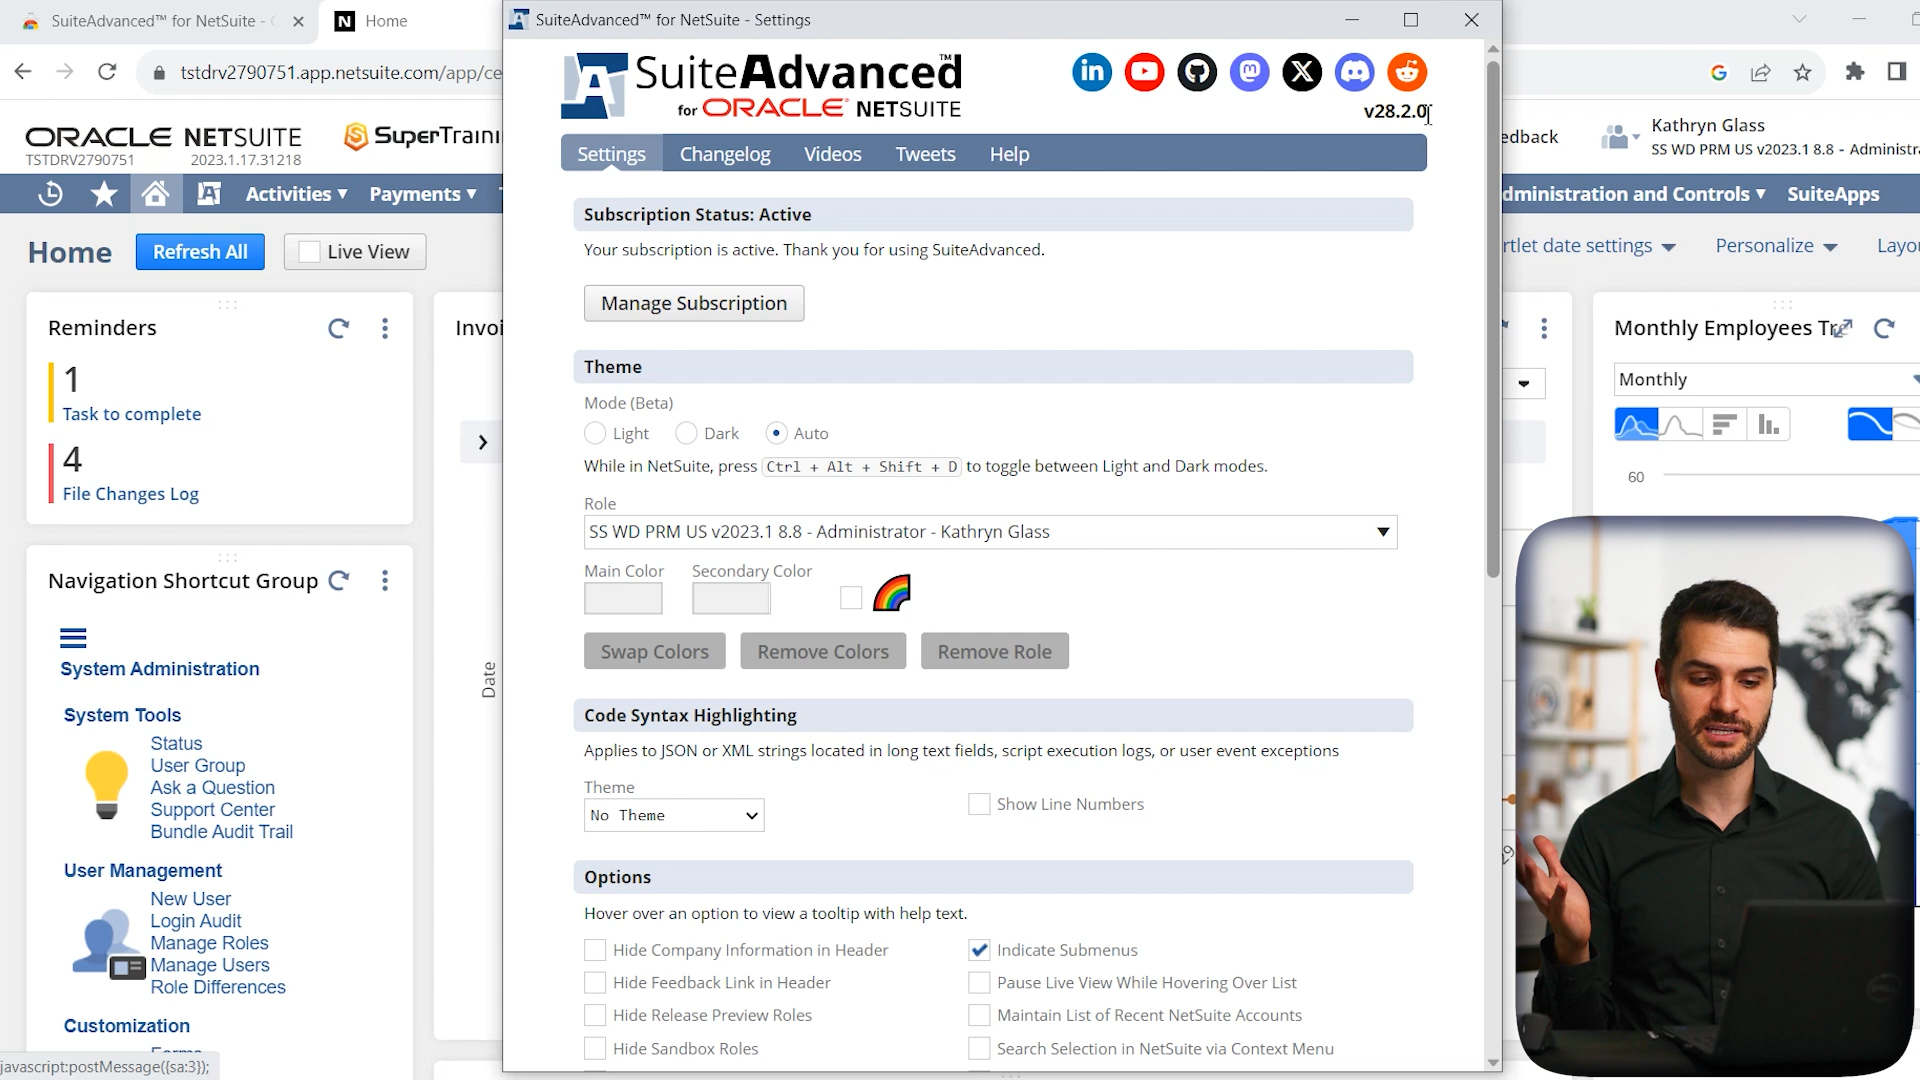 SuiteAdvanced™ for NetSuite -
Home
SuiteAdvanced™ for NetSuite - Settings
tstdrv2790751.app.netsuite.com/app/ce
SuiteAdvanced™
for ORACLE® NETSUITE
v28.2.0
ORACLE NETSUITE
TSTDRV2790751
2023.1.17.31218
SuperTraini
edback
Kathryn Glass
SS WD PRM US v2023.1 8.8 - Administra
Activities
Payments
Settings
Changelog
Videos
Tweets
Help
dministration and Controls
SuiteApps
Home
Refresh All
Live View
rtlet date settings
Personalize
Layou
Subscription Status: Active
Your subscription is active. Thank you for using SuiteAdvanced.
Manage Subscription
Reminders
1
Task to complete
4
File Changes Log
Invoi
Date
Monthly Employees Tr
Monthly
60
Theme
Mode (Beta)
Light
Dark
Auto
While in NetSuite, press Ctrl + Alt + Shift + D to toggle between Light and Dark modes.
Role
SS WD PRM US v2023.1 8.8 - Administrator - Kathryn Glass
Main Color
Secondary Color
Swap Colors
Remove Colors
Remove Role
Navigation Shortcut Group
System Administration
System Tools
Status
User Group
Ask a Question
Support Center
Bundle Audit Trail
User Management
New User
Login Audit
Manage Roles
Manage Users
Role Differences
Customization
javascript:postMessage({sa:3});
Code Syntax Highlighting
Applies to JSON or XML strings located in long text fields, script execution logs, or user event exceptions
Theme
No Theme
Show Line Numbers
Options
Hover over an option to view a tooltip with help text.
Hide Company Information in Header
Indicate Submenus
Hide Feedback Link in Header
Pause Live View While Hovering Over List
Hide Release Preview Roles
Maintain List of Recent NetSuite Accounts
Hide Sandbox Roles
Search Selection in NetSuite via Context Menu
DELL